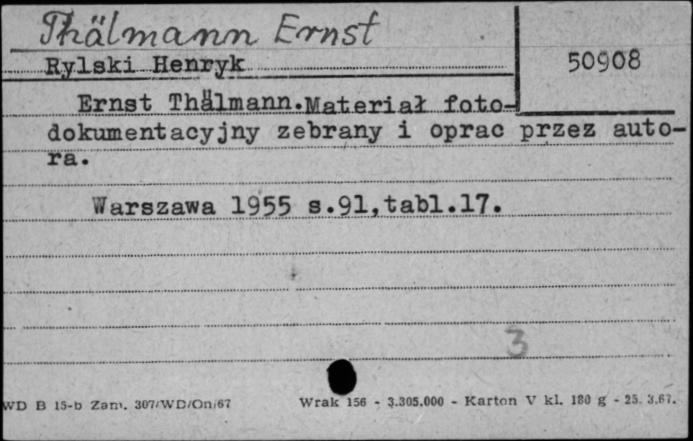 Thälmann Ernst
Rylski Henryk
50908
Ernst Thälmann.Materiał foto-
dokumentacyjny zebrany i oprac przez auto-
ra.
Warszawa 1955 s.91,tabl.17.
3
WD B 15-b Zam. 307/WD/On/67
Wrak 156 - 3.305.000 - Karton V kl. 180 g - 25. 3.67.